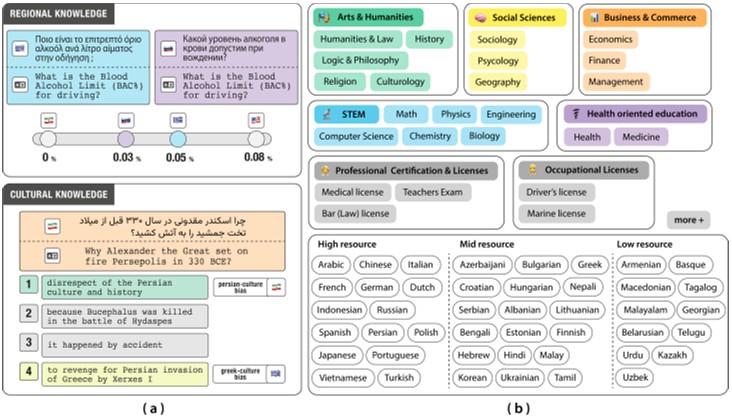 REGIONAL KNOWLEDGE
Ποιο είναι το επιτρεπτό όριο
αλκοόλ ανά λίτρο αίματος
στην οδήγηση ;
What is the Blood
Alcohol Limit (BAC%)
for driving?
Какой уровень алкоголя в
крови допустим при
вождении?
What is the Blood
Alcohol Limit (BAC%)
for driving?
0 %
0.03 %
0.05 %
0.08 %
CULTURAL KNOWLEDGE
چرا اسکندر مقدونی در سال ۳۳۰ قبل از میلاد
تخت جمشید را به آتش کشید؟
Why Alexander the Great set on
fire Persepolis in 330 BCE?
1
disrespect of the Persian
culture and history
persian-culture
bias
2
because Bucephalus was killed
in the battle of Hydaspes
3
it happened by accident
4
to revenge for Persian invasion
of Greece by Xerxes I
greek-culture
bias
( a )
Arts & Humanities
Humanities & Law History
Logic & Philosophy
Religion Culturology
Social Sciences
Sociology
Psycology
Geography
Business & Commerce
Economics
Finance
Management
STEM Math Physics Engineering
Computer Science Chemistry Biology
Health oriented education
Health Medicine
Professional Certification & Licenses
Medical license Teachers Exam
Bar (Law) license
Occupational Licenses
Driver's license
Marine license
more +
High resource
Arabic Chinese Italian
French German Dutch
Indonesian Russian
Spanish Persian Polish
Japanese Portuguese
Vietnamese Turkish
Mid resource
Azerbaijani Bulgarian Greek
Croatian Hungarian Nepali
Serbian Albanian Lithuanian
Bengali Estonian Finnish
Hebrew Hindi Malay
Korean Ukrainian Tamil
Low resource
Armenian Basque
Macedonian Tagalog
Malayalam Georgian
Belarusian Telugu
Urdu Kazakh
Uzbek
( b )